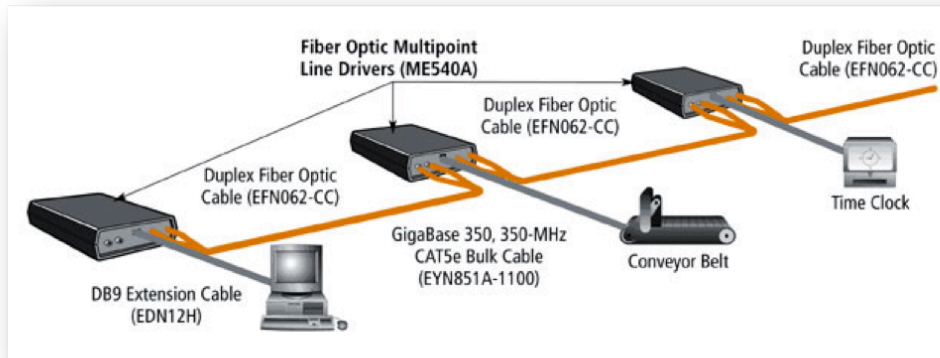 Fiber Optic Multipoint
Line Drivers (ME540A)
Duplex Fiber Optic
Cable (EFN062-CC)
Duplex Fiber Optic
Cable (EFN062-CC)
Duplex Fiber Optic
Cable (EFN062-CC)
Time Clock
GigaBase 350, 350-MHz
CAT5e Bulk Cable
(EYN851A-1100)
Conveyor Belt
DB9 Extension Cable
(EDN12H)